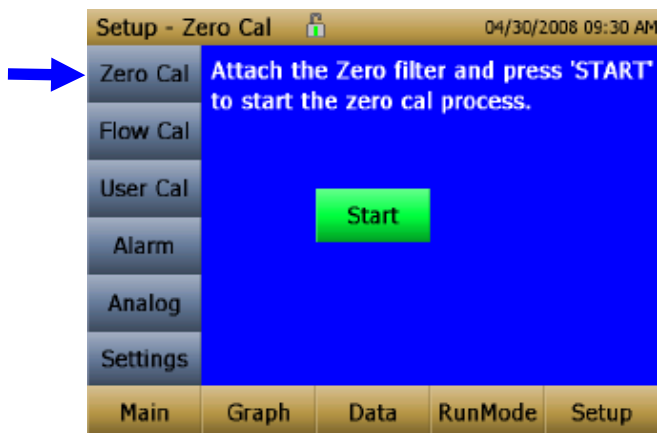 Setup - Zero Cal 04/30/2008 09:30 AM
Zero Cal
Flow Cal
User Cal
Alarm
Analog
Settings
Attach the Zero filter and press 'START'
to start the zero cal process.
Start
Main Graph Data RunMode Setup